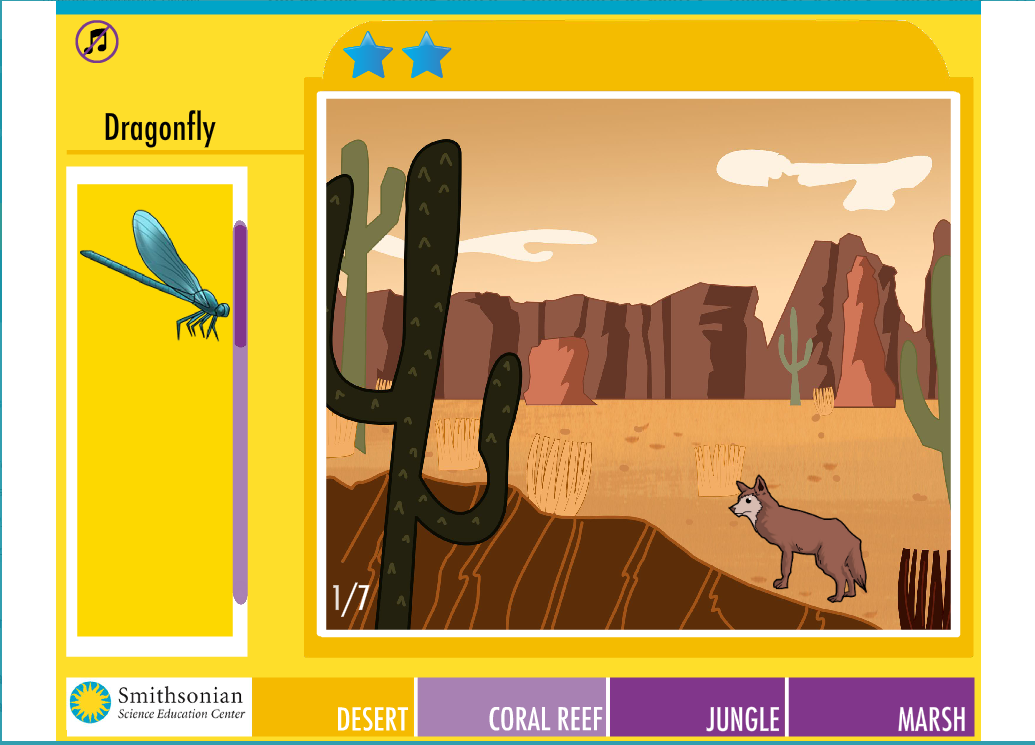 Dragonfly
1/7
Smithsonian
Science Education Center
DESERT
CORAL REEF
JUNGLE
MARSH